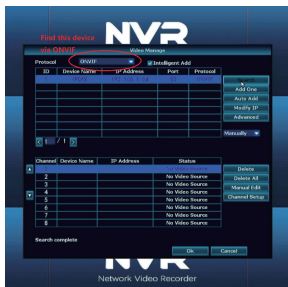 NVR
Find this device
via ONVIF
Video Manage
Protocol ONVIF Intelligent Add
ID Device Name IP Address Port Protocol
Add One
Auto Add
Modify IP
Advanced
Manually
1 / 1
Channel Device Name IP Address Status
Delete
2 No Video Source Delete All
3 No Video Source Manual Edit
4 No Video Source Channel Setup
5 No Video Source
6 No Video Source
7 No Video Source
8 No Video Source
Search complete
Ok Cancel
Network Video Recorder